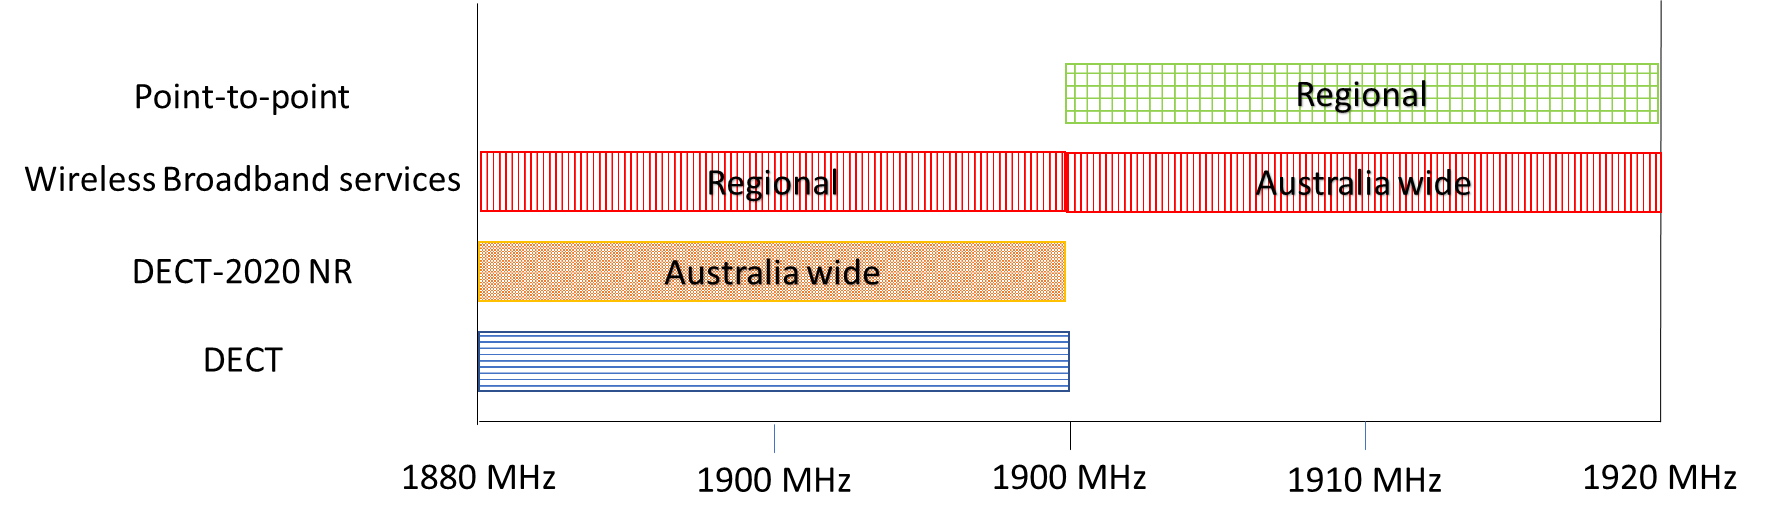 Point-to-point
Regional
Wireless Broadband services
Regional
Australia wide
DECT-2020 NR
Australia wide
DECT
1880 MHz
1900 MHz
1900 MHz
1910 MHz
1920 MHz